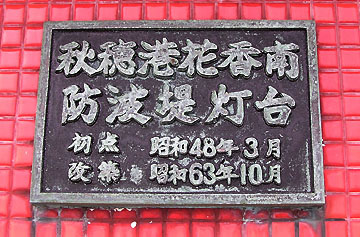 秋穂港花香南
防波堤灯台
初点 昭和48年3月
改築 昭和63年10月